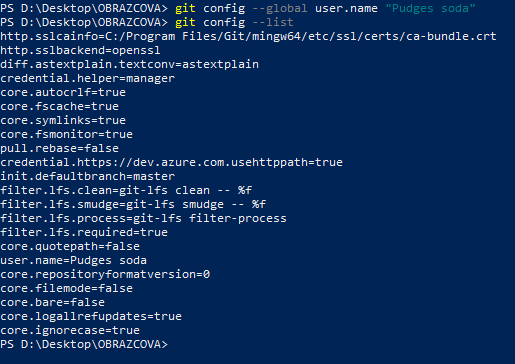 PS D:\Desktop\OBRAZCOVA> git config --global user.name "Pudges soda"
PS D:\Desktop\OBRAZCOVA> git config --list
http.sslcainfo=C:/Program Files/Git/mingw64/etc/ssl/certs/ca-bundle.crt
http.sslbackend=openssl
diff.astextplain.textconv=astextplain
credential.helper=manager
core.autocrlf=true
core.fscache=true
core.symlinks=true
core.fsmonitor=true
pull.rebase=false
credential.https://dev.azure.com.usehttppath=true
init.defaultbranch=master
filter.lfs.clean=git-lfs clean -- %f
filter.lfs.smudge=git-lfs smudge -- %f
filter.lfs.process=git-lfs filter-process
filter.lfs.required=true
core.quotepath=false
user.name=Pudges soda
core.repositoryformatversion=0
core.filemode=false
core.bare=false
core.logallrefupdates=true
core.ignorecase=true
PS D:\Desktop\OBRAZCOVA>